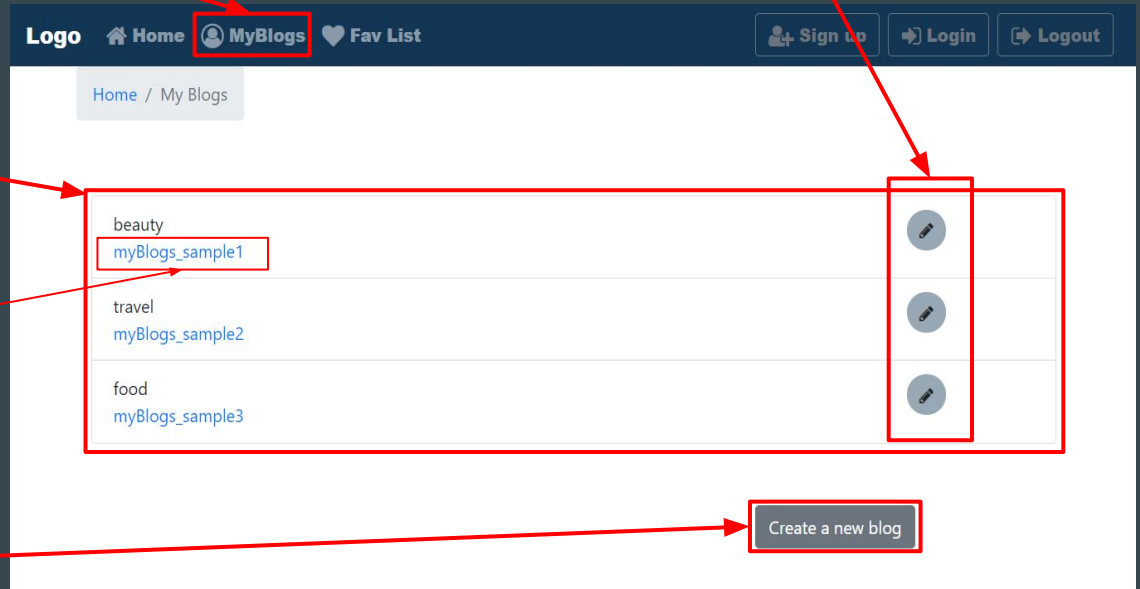 Logo Home MyBlogs Fav List Sign up Login Logout
Home / My Blogs
beauty
myBlogs_sample1
travel
myBlogs_sample2
food
myBlogs_sample3
Create a new blog